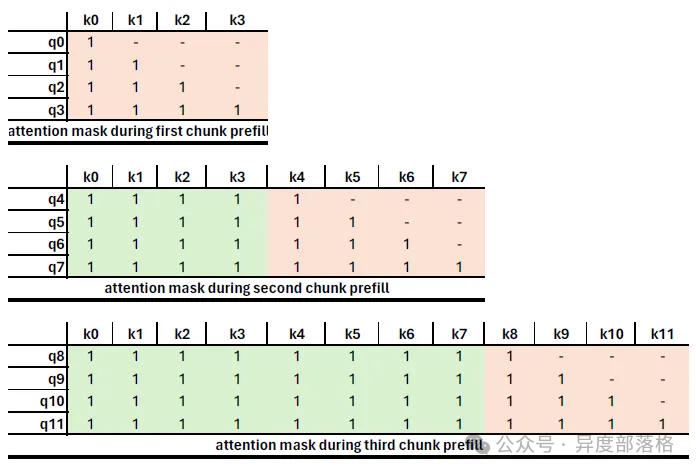 k0 k1 k2 k3
q0 1 - - -
q1 1 1 - -
q2 1 1 1 -
q3 1 1 1 1
attention mask during first chunk prefill
k0 k1 k2 k3 k4 k5 k6 k7
q4 1 1 1 1 1 - - -
q5 1 1 1 1 1 1 - -
q6 1 1 1 1 1 1 1 -
q7 1 1 1 1 1 1 1 1
attention mask during second chunk prefill
k0 k1 k2 k3 k4 k5 k6 k7 k8 k9 k10 k11
q8 1 1 1 1 1 1 1 1 1 - - -
q9 1 1 1 1 1 1 1 1 1 1 - -
q10 1 1 1 1 1 1 1 1 1 1 1 -
q11 1 1 1 1 1 1 1 1 1 1 1 1
attention mask during third chunk prefill
公众号 · 异度部落格